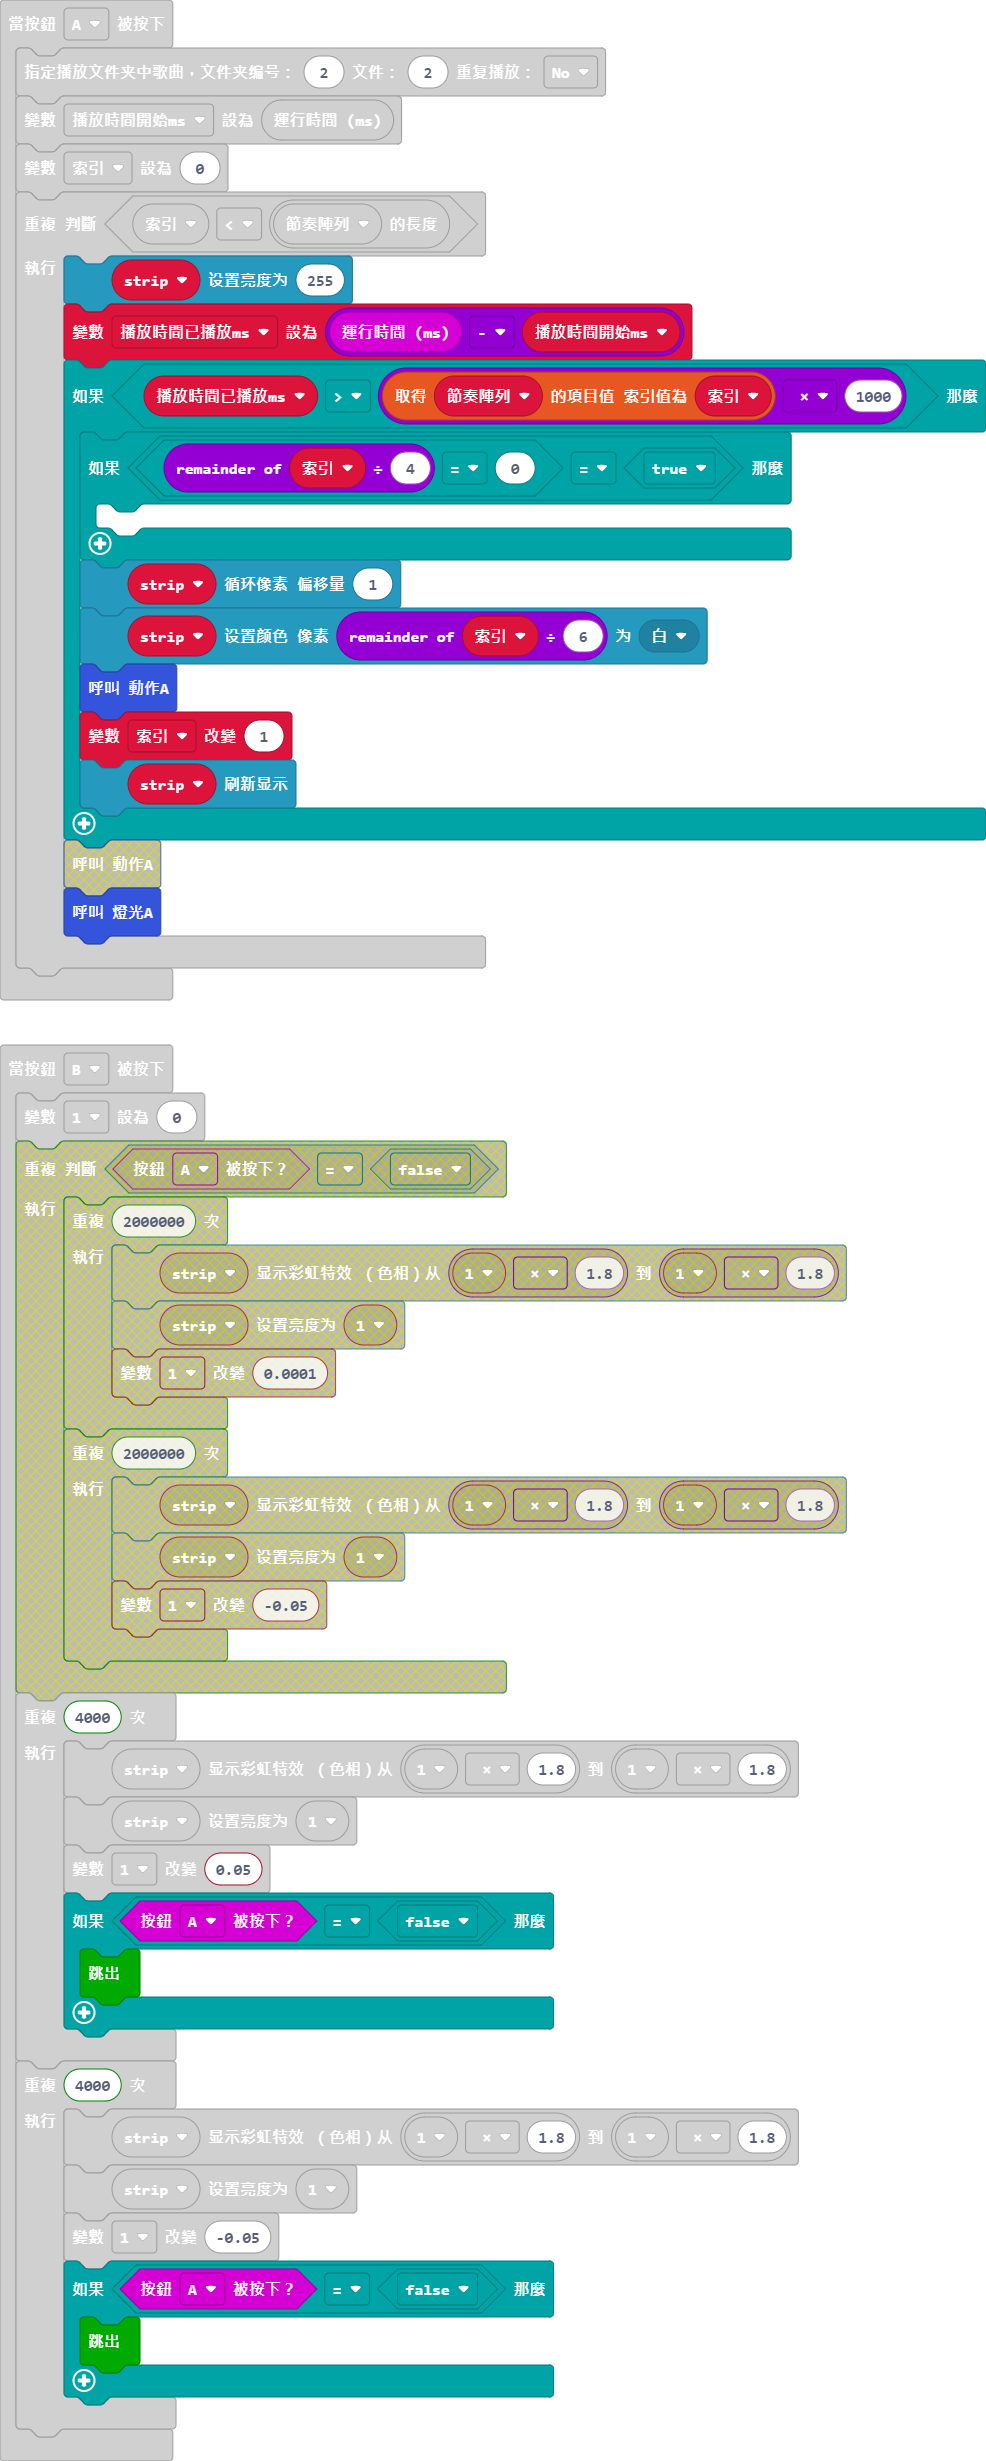 當按鈕 A 被按下
指定播放文件夹中歌曲，文件夹编号： 2 文件： 2 重复播放： No
變數 播放時間開始ms 設為 運行時間 (ms)
變數 索引 設為 0
重複 判斷 索引 < 節奏陣列 的長度
執行
strip 设置亮度为 255
變數 播放時間已播放ms 設為 運行時間 (ms) - 播放時間開始ms
如果 播放時間已播放ms > 取得 節奏陣列 的項目值 索引值為 索引 × 1000 那麼
如果 remainder of 索引 ÷ 4 = 0 = true 那麼
strip 循环像素 偏移量 1
strip 设置颜色 像素 remainder of 索引 ÷ 6 为 白
呼叫 動作A
變數 索引 改變 1
strip 刷新显示
呼叫 動作A
呼叫 燈光A
當按鈕 B 被按下
變數 1 設為 0
重複 判斷 按鈕 A 被按下？ = false
執行
重複 2000000 次
執行
strip 显示彩虹特效 （色相）从 1 × 1.8 到 1 × 1.8
strip 设置亮度为 1
變數 1 改變 0.0001
重複 2000000 次
執行
strip 显示彩虹特效 （色相）从 1 × 1.8 到 1 × 1.8
strip 设置亮度为 1
變數 1 改變 -0.05
重複 4000 次
執行
strip 显示彩虹特效 （色相）从 1 × 1.8 到 1 × 1.8
strip 设置亮度为 1
變數 1 改變 0.05
如果 按鈕 A 被按下？ = false 那麼
跳出
重複 4000 次
執行
strip 显示彩虹特效 （色相）从 1 × 1.8 到 1 × 1.8
strip 设置亮度为 1
變數 1 改變 -0.05
如果 按鈕 A 被按下？ = false 那麼
跳出